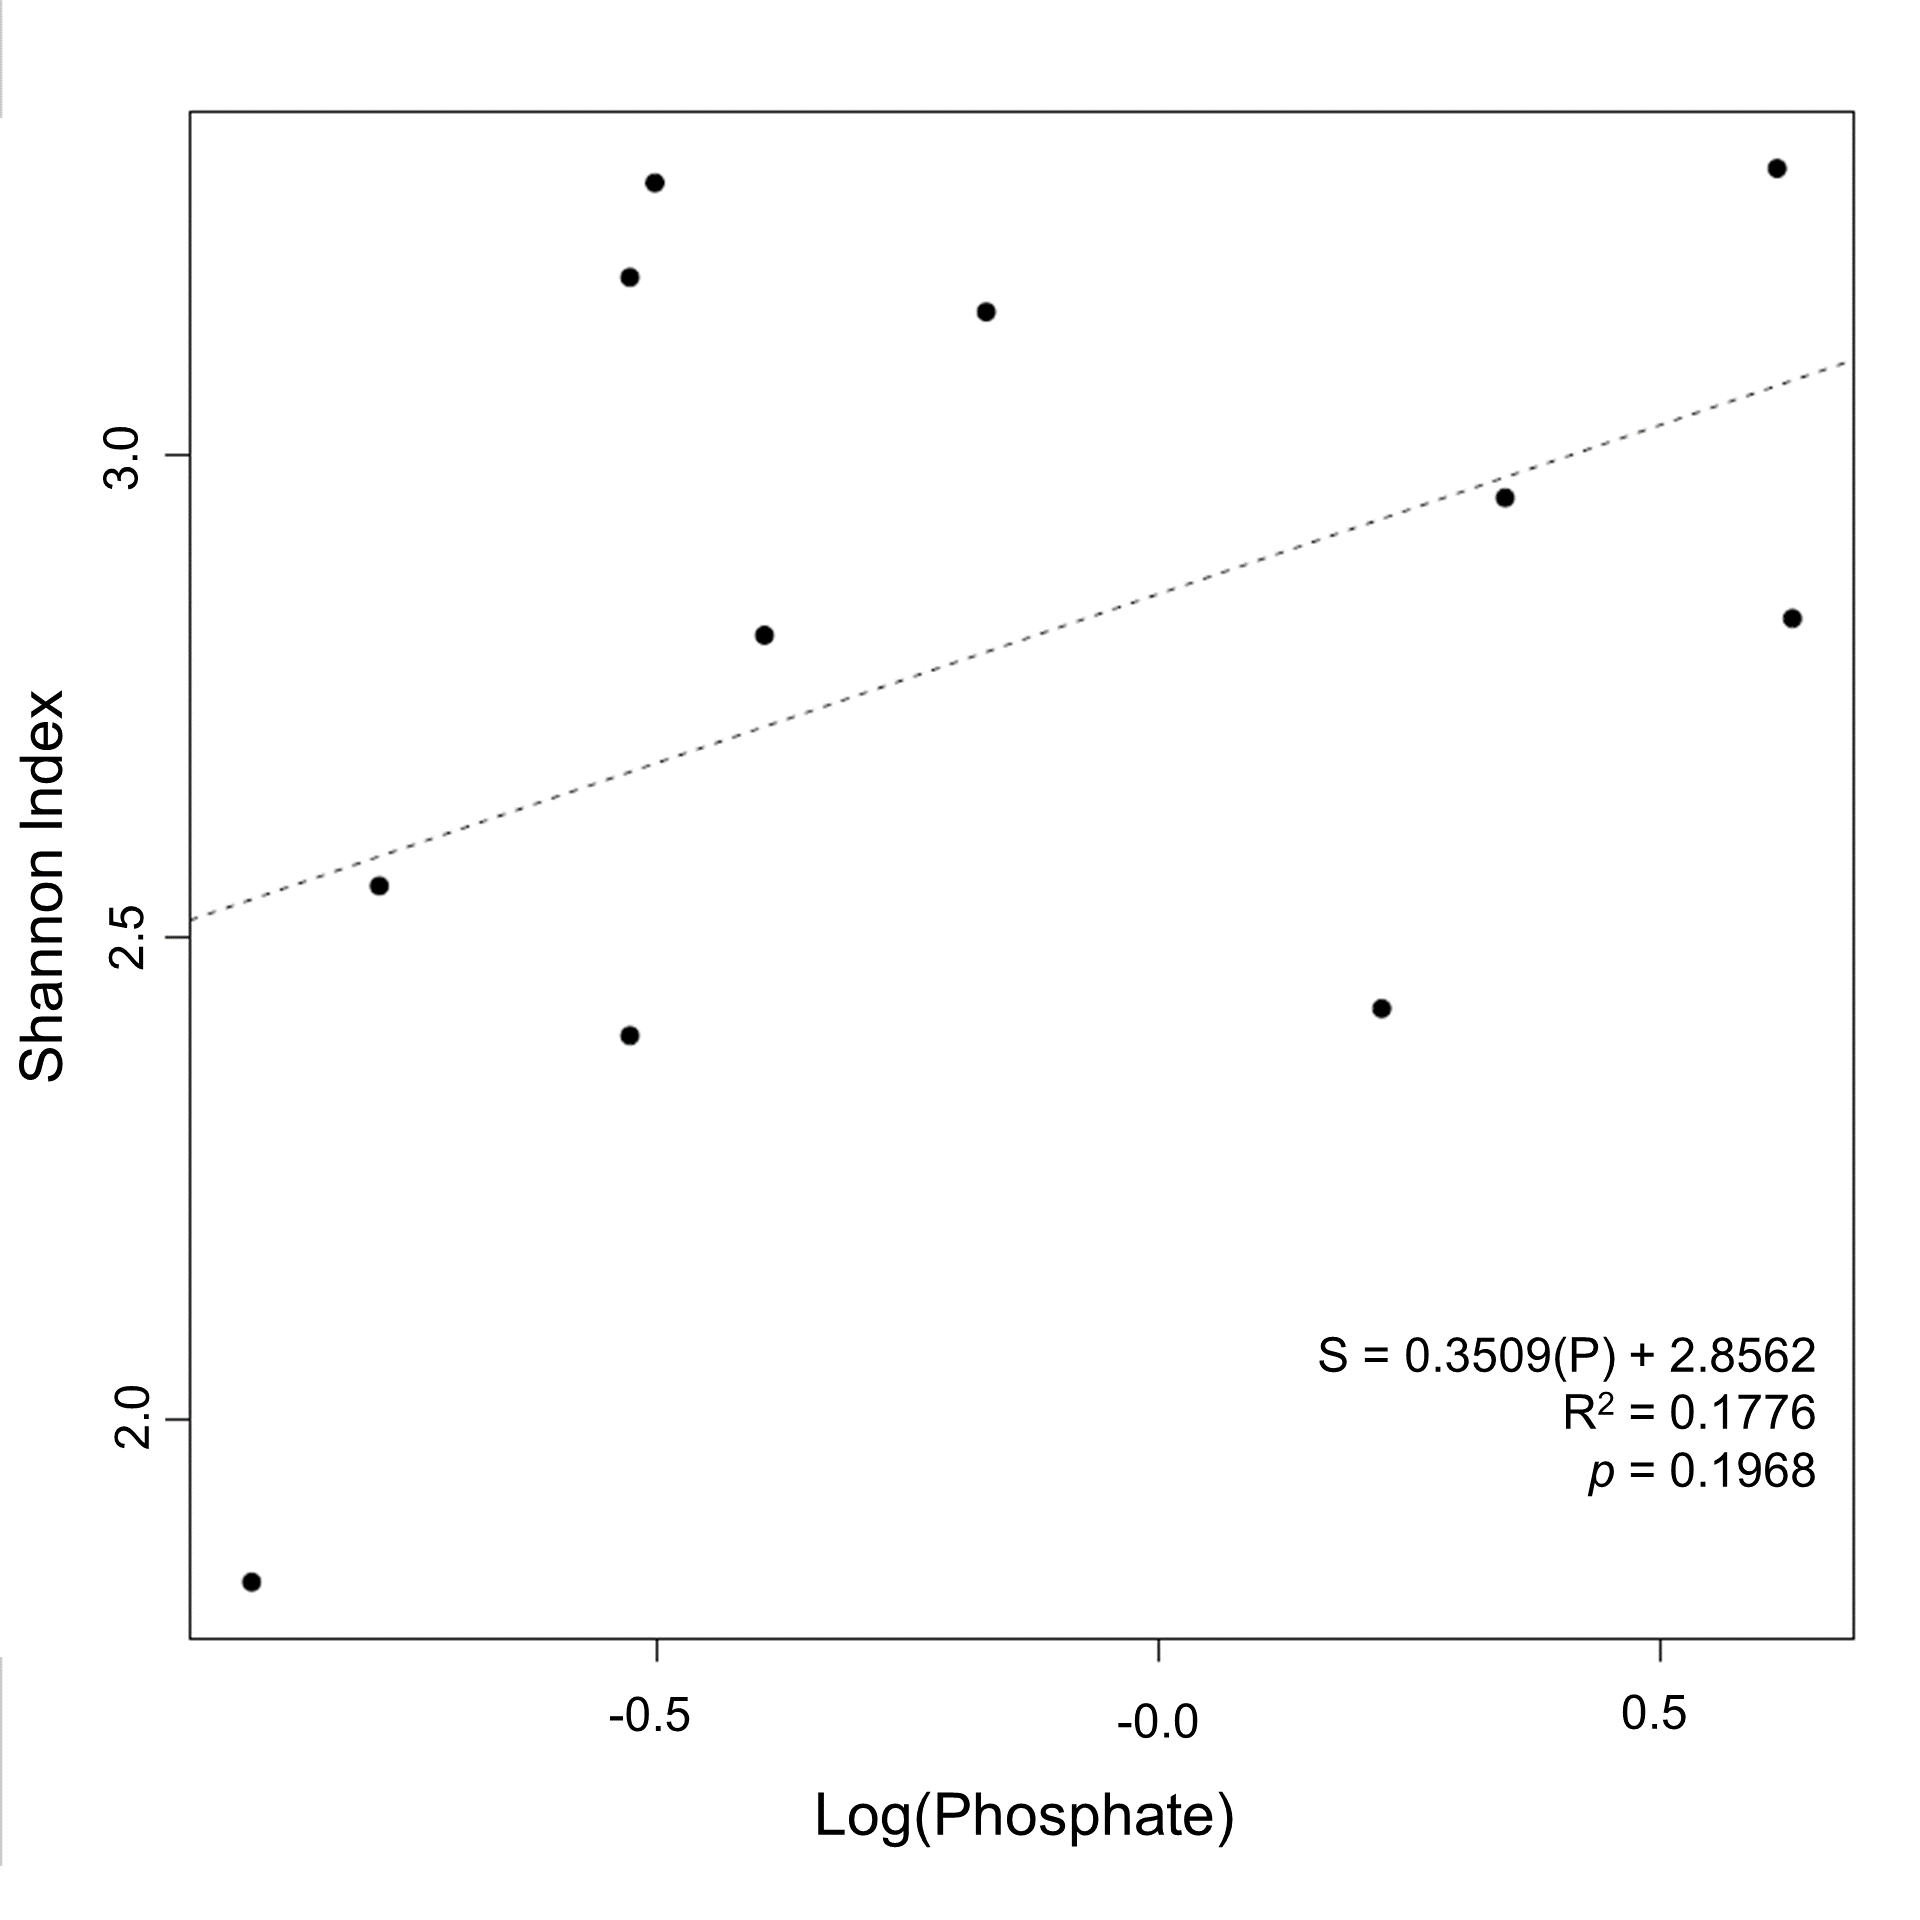 3.0
2.5
2.0
Shannon Index
S = 0.3509(P) + 2.8562
R² = 0.1776
p = 0.1968
-0.5 -0.0 0.5
Log(Phosphate)